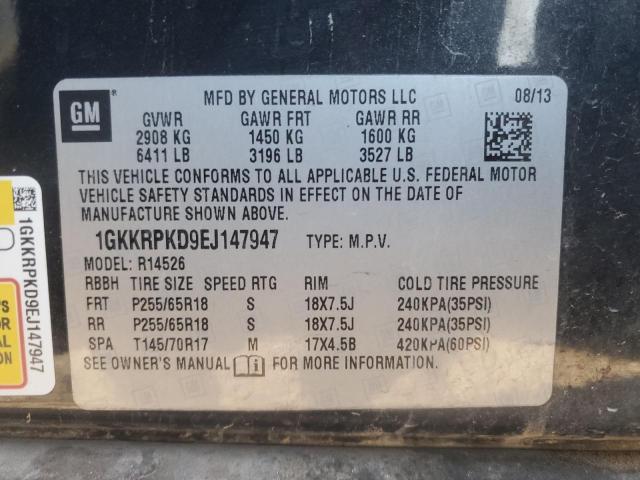 GM ®
MFD BY GENERAL MOTORS LLC 08/13
GVWR GAWR FRT GAWR RR
2908 KG 1450 KG 1600 KG
6411 LB 3196 LB 3527 LB
THIS VEHICLE CONFORMS TO ALL APPLICABLE U.S. FEDERAL MOTOR
VEHICLE SAFETY STANDARDS IN EFFECT ON THE DATE OF
MANUFACTURE SHOWN ABOVE.
1GKKRPKD9EJ147947 TYPE: M.P.V.
MODEL: R14526
RBBH TIRE SIZE SPEED RTG RIM COLD TIRE PRESSURE
FRT P255/65R18 S 18X7.5J 240KPA(35PSI)
RR P255/65R18 S 18X7.5J 240KPA(35PSI)
SPA T145/70R17 M 17X4.5B 420KPA(60PSI)
SEE OWNER'S MANUAL i FOR MORE INFORMATION.
1GKKRPKD9EJ147947